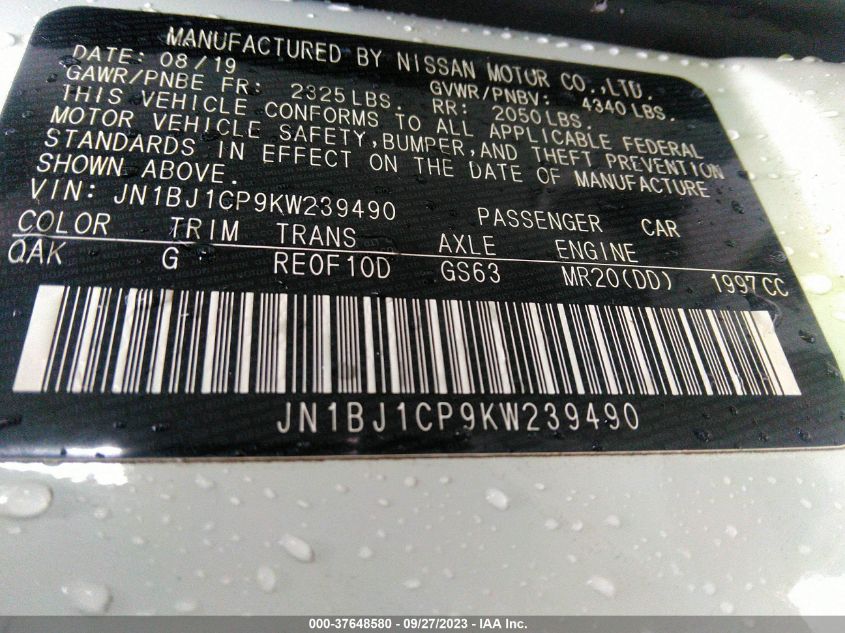 MANUFACTURED BY NISSAN MOTOR CO.,LTD.
DATE: 08/19
GAWR/PNBE FR: 2325LBS. GVWR/PNBV: 4340LBS.
RR: 2050LBS.
THIS VEHICLE CONFORMS TO ALL APPLICABLE FEDERAL
MOTOR VEHICLE SAFETY,BUMPER,AND THEFT PREVENTION
STANDARDS IN EFFECT ON THE DATE OF MANUFACTURE
SHOWN ABOVE.
VIN: JN1BJ1CP9KW239490 PASSENGER CAR
COLOR TRIM TRANS AXLE ENGINE
QAK G RE0F10D GS63 MR20(DD) 1997CC
JN1BJ1CP9KW239490
000-37648580 - 09/27/2023 - IAA Inc.